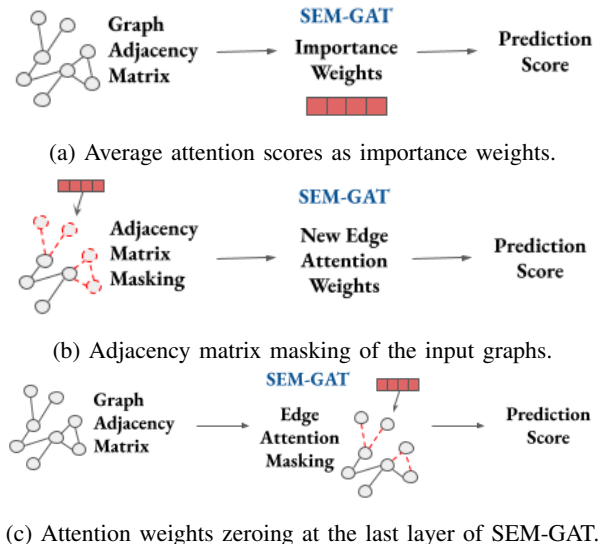 Graph
Adjacency
Matrix
SEM-GAT
Importance
Weights
Prediction
Score
(a) Average attention scores as importance weights.
Adjacency
Matrix
Masking
SEM-GAT
New Edge
Attention
Weights
Prediction
Score
(b) Adjacency matrix masking of the input graphs.
Graph
Adjacency
Matrix
SEM-GAT
Edge
Attention
Masking
Prediction
Score
(c) Attention weights zeroing at the last layer of SEM-GAT.